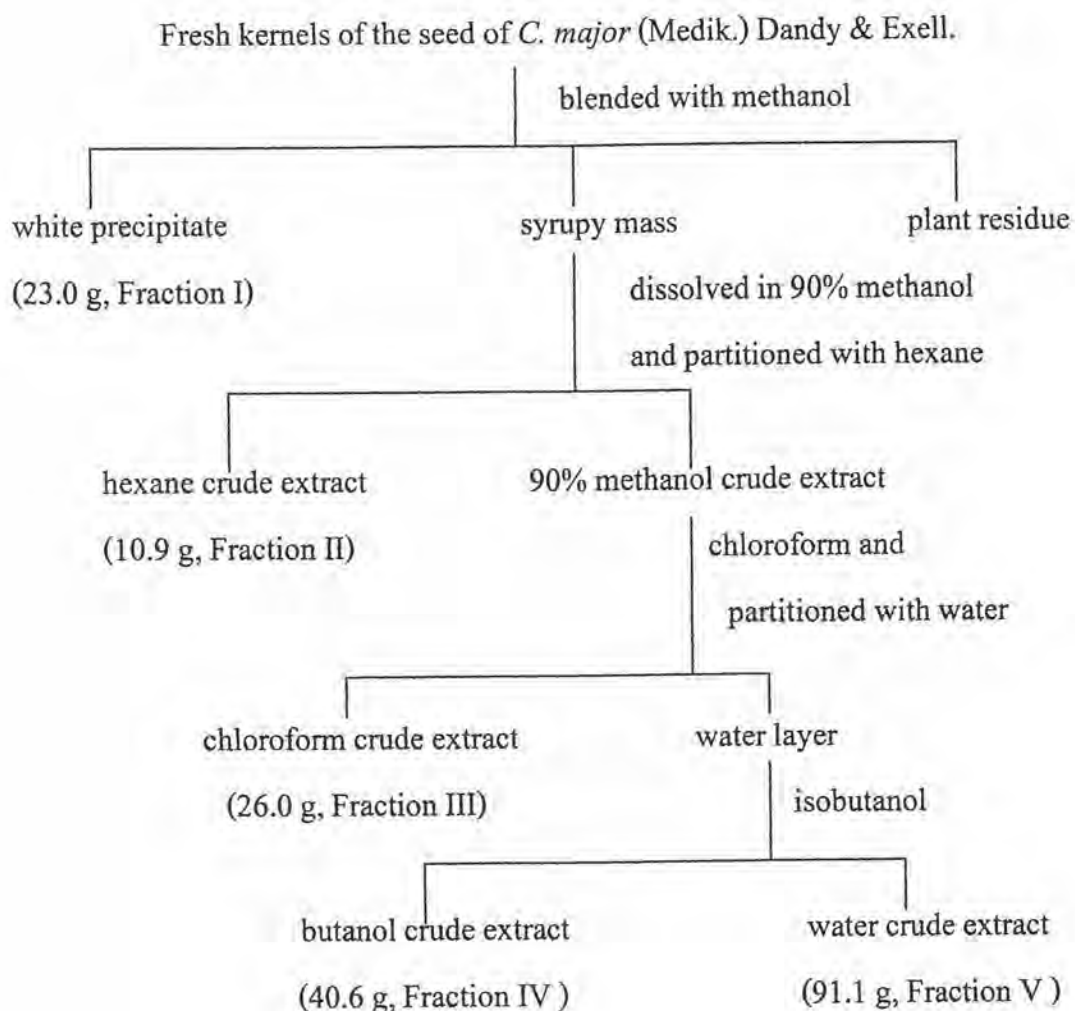 Fresh kernels of the seed of C. major (Medik.) Dandy & Exell.
blended with methanol
white precipitate
syrupy mass
plant residue
(23.0 g, Fraction I)
dissolved in 90% methanol
and partitioned with hexane
hexane crude extract
90% methanol crude extract
(10.9 g, Fraction II)
chloroform and
partitioned with water
chloroform crude extract
water layer
(26.0 g, Fraction III)
isobutanol
butanol crude extract
water crude extract
(40.6 g, Fraction IV )
(91.1 g, Fraction V )